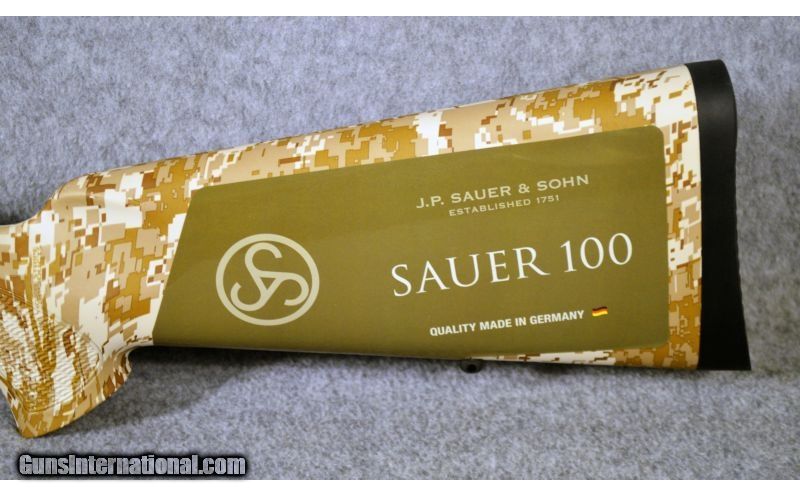 J.P. SAUER & SOHN
ESTABLISHED 1751
SAUER 100
QUALITY MADE IN GERMANY
GunsInternational.com